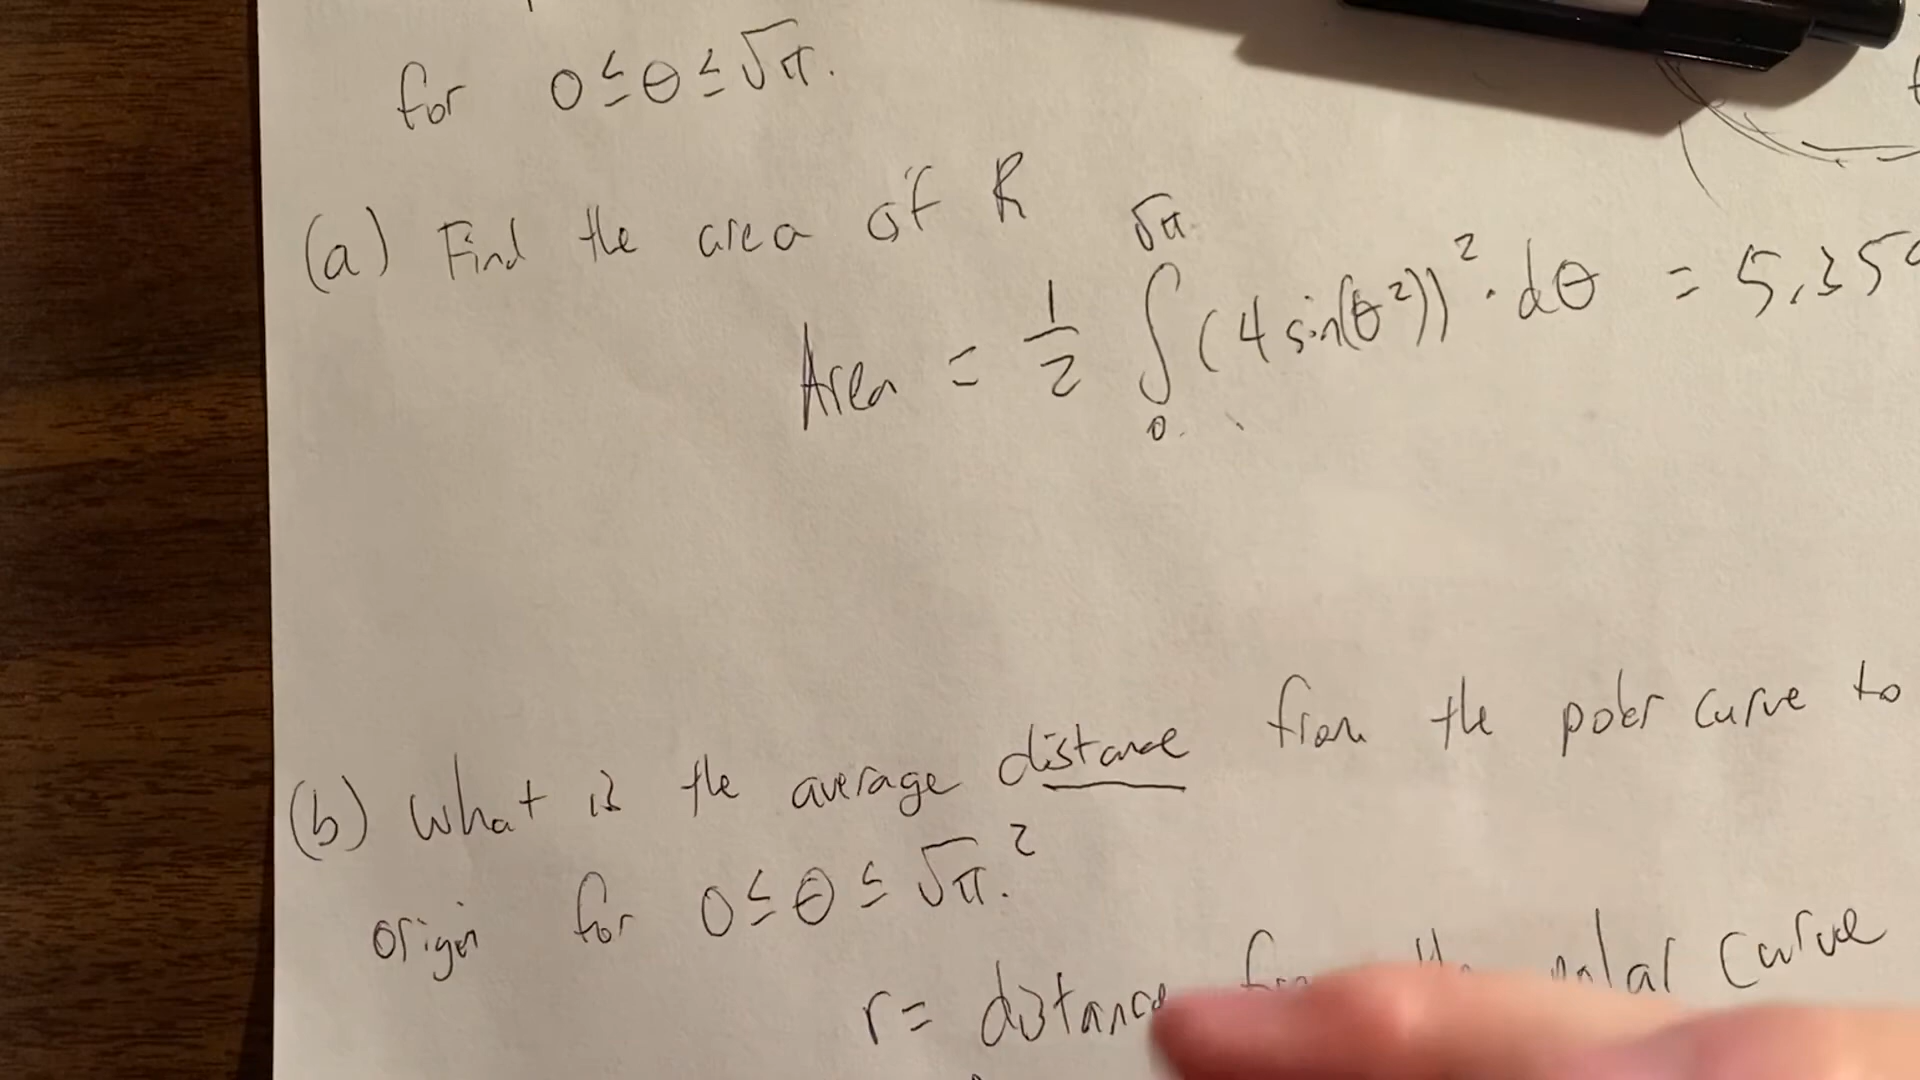 for 0 ≤ θ ≤ √π.
(a) Find the area of R
Area = 1/2 ∫₀^√π (4 sin(θ²))² · dθ = 5.35
(b) What is the average distance from the polar curve to
origin for 0 ≤ θ ≤ √π.?
r = distance polar curve